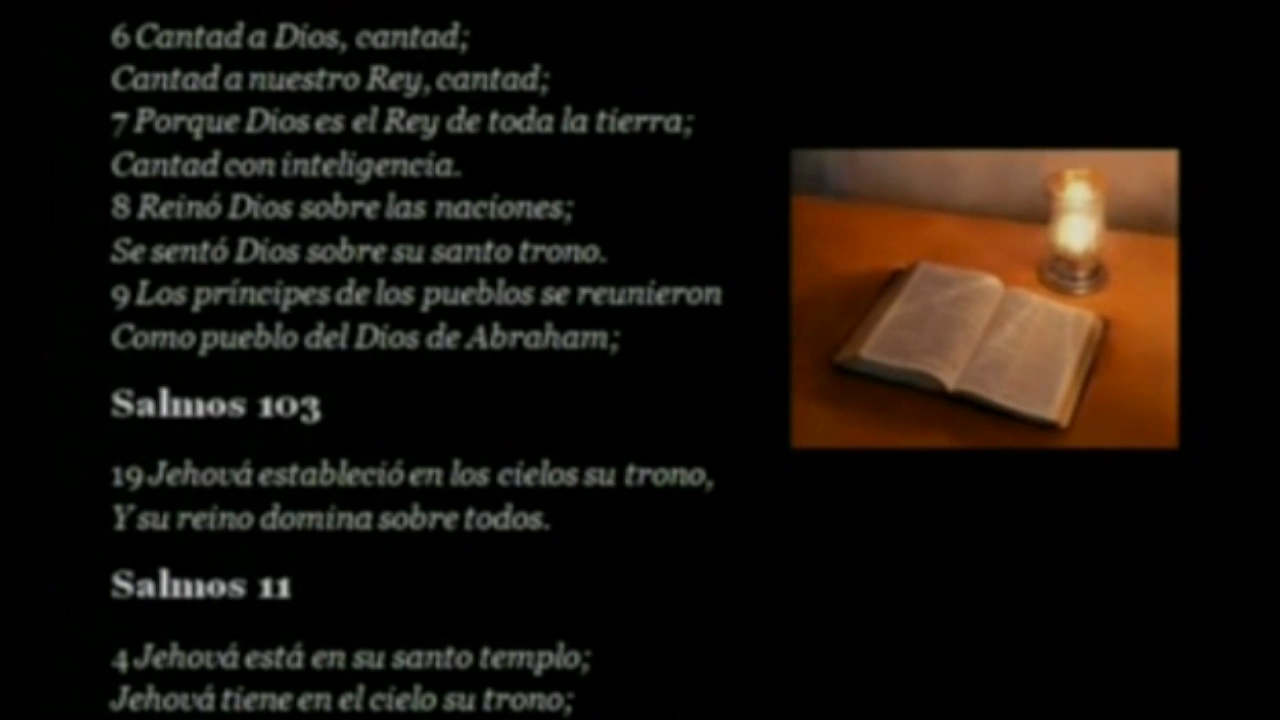 6 Cantad a Dios, cantad;
Cantad a nuestro Rey, cantad;
7 Porque Dios es el Rey de toda la tierra;
Cantad con inteligencia.
8 Reinó Dios sobre las naciones;
Se sentó Dios sobre su santo trono.
9 Los príncipes de los pueblos se reunieron
Como pueblo del Dios de Abraham;
Salmos 103
19 Jehová estableció en los cielos su trono,
Y su reino domina sobre todos.
Salmos 11
4 Jehová está en su santo templo;
Jehová tiene en el cielo su trono;